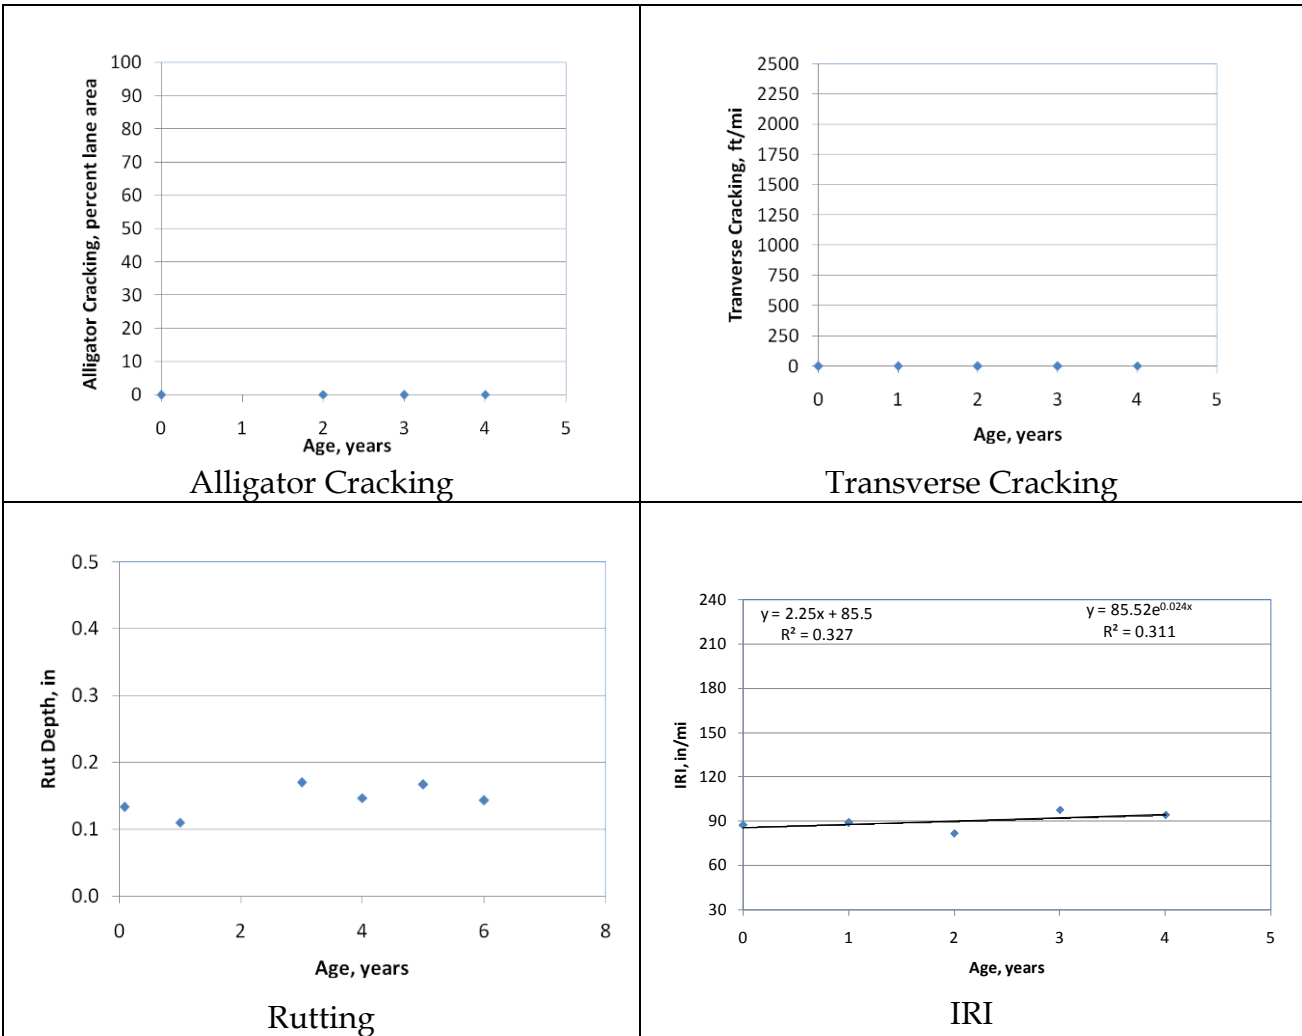 100
90
80
70
60
50
40
30
20
10
0
Alligator Cracking, percent lane area
0 1 2 3 4 5
Age, years
Alligator Cracking
2500
2250
2000
1750
1500
1250
1000
750
500
250
0
Tranverse Cracking, ft/mi
0 1 2 3 4 5
Age, years
Transverse Cracking
0.5
0.4
0.3
0.2
0.1
0.0
Rut Depth, in
0 2 4 6 8
Age, years
Rutting
240
210
180
150
120
90
60
30
IRI, in/mi
y = 2.25x + 85.5
R² = 0.327
y = 85.52e^0.024x
R² = 0.311
0 1 2 3 4 5
Age, years
IRI